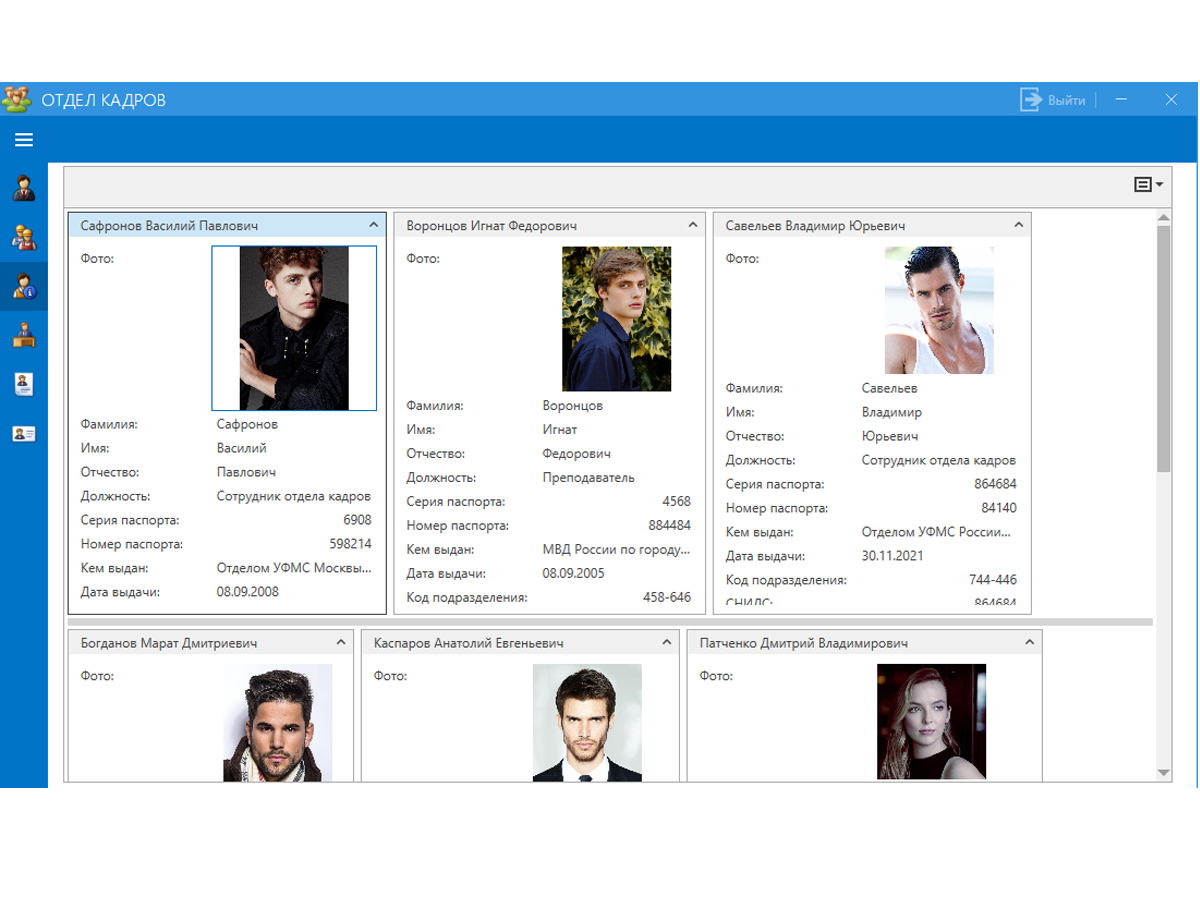 ОТДЕЛ КАДРОВ
Выйти
Сафронов Василий Павлович
Фото:
Фамилия: Сафронов
Имя: Василий
Отчество: Павлович
Должность: Сотрудник отдела кадров
Серия паспорта: 6908
Номер паспорта: 598214
Кем выдан: Отделом УФМС Москвы...
Дата выдачи: 08.09.2008
Воронцов Игнат Федорович
Фото:
Фамилия: Воронцов
Имя: Игнат
Отчество: Федорович
Должность: Преподаватель
Серия паспорта: 4568
Номер паспорта: 884484
Кем выдан: МВД России по городу...
Дата выдачи: 08.09.2005
Код подразделения: 458-646
Савельев Владимир Юрьевич
Фото:
Фамилия: Савельев
Имя: Владимир
Отчество: Юрьевич
Должность: Сотрудник отдела кадров
Серия паспорта: 864684
Номер паспорта: 84140
Кем выдан: Отделом УФМС России...
Дата выдачи: 30.11.2021
Код подразделения: 744-446
СНИЛС: 864684
Богданов Марат Дмитриевич
Фото:
Каспаров Анатолий Евгеньевич
Фото:
Патченко Дмитрий Владимирович
Фото: